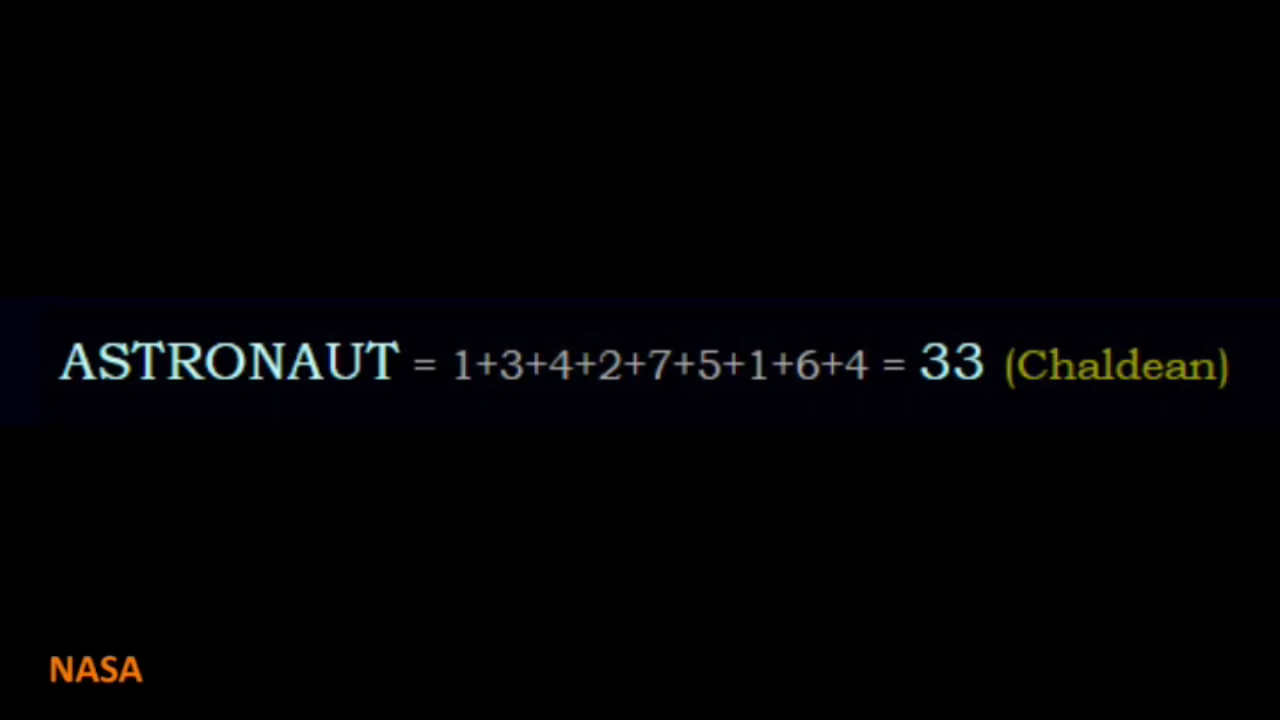 ASTRONAUT = 1+3+4+2+7+5+1+6+4 = 33 (Chaldean)
NASA